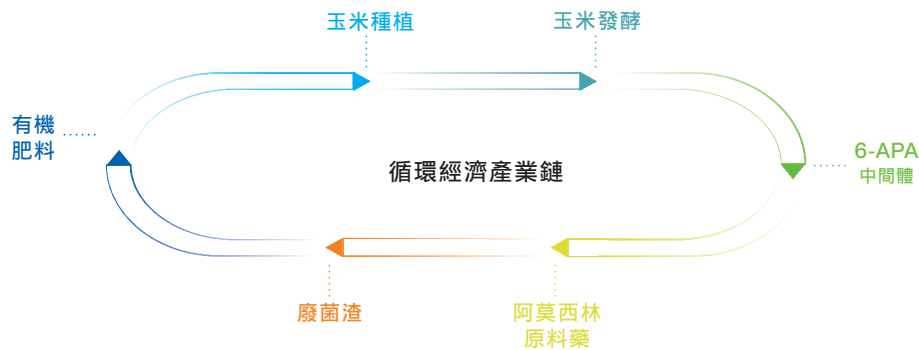 玉米種植
玉米發酵
有機
肥料
6-APA
中間體
循環經濟產業鏈
廢菌渣
阿莫西林
原料藥